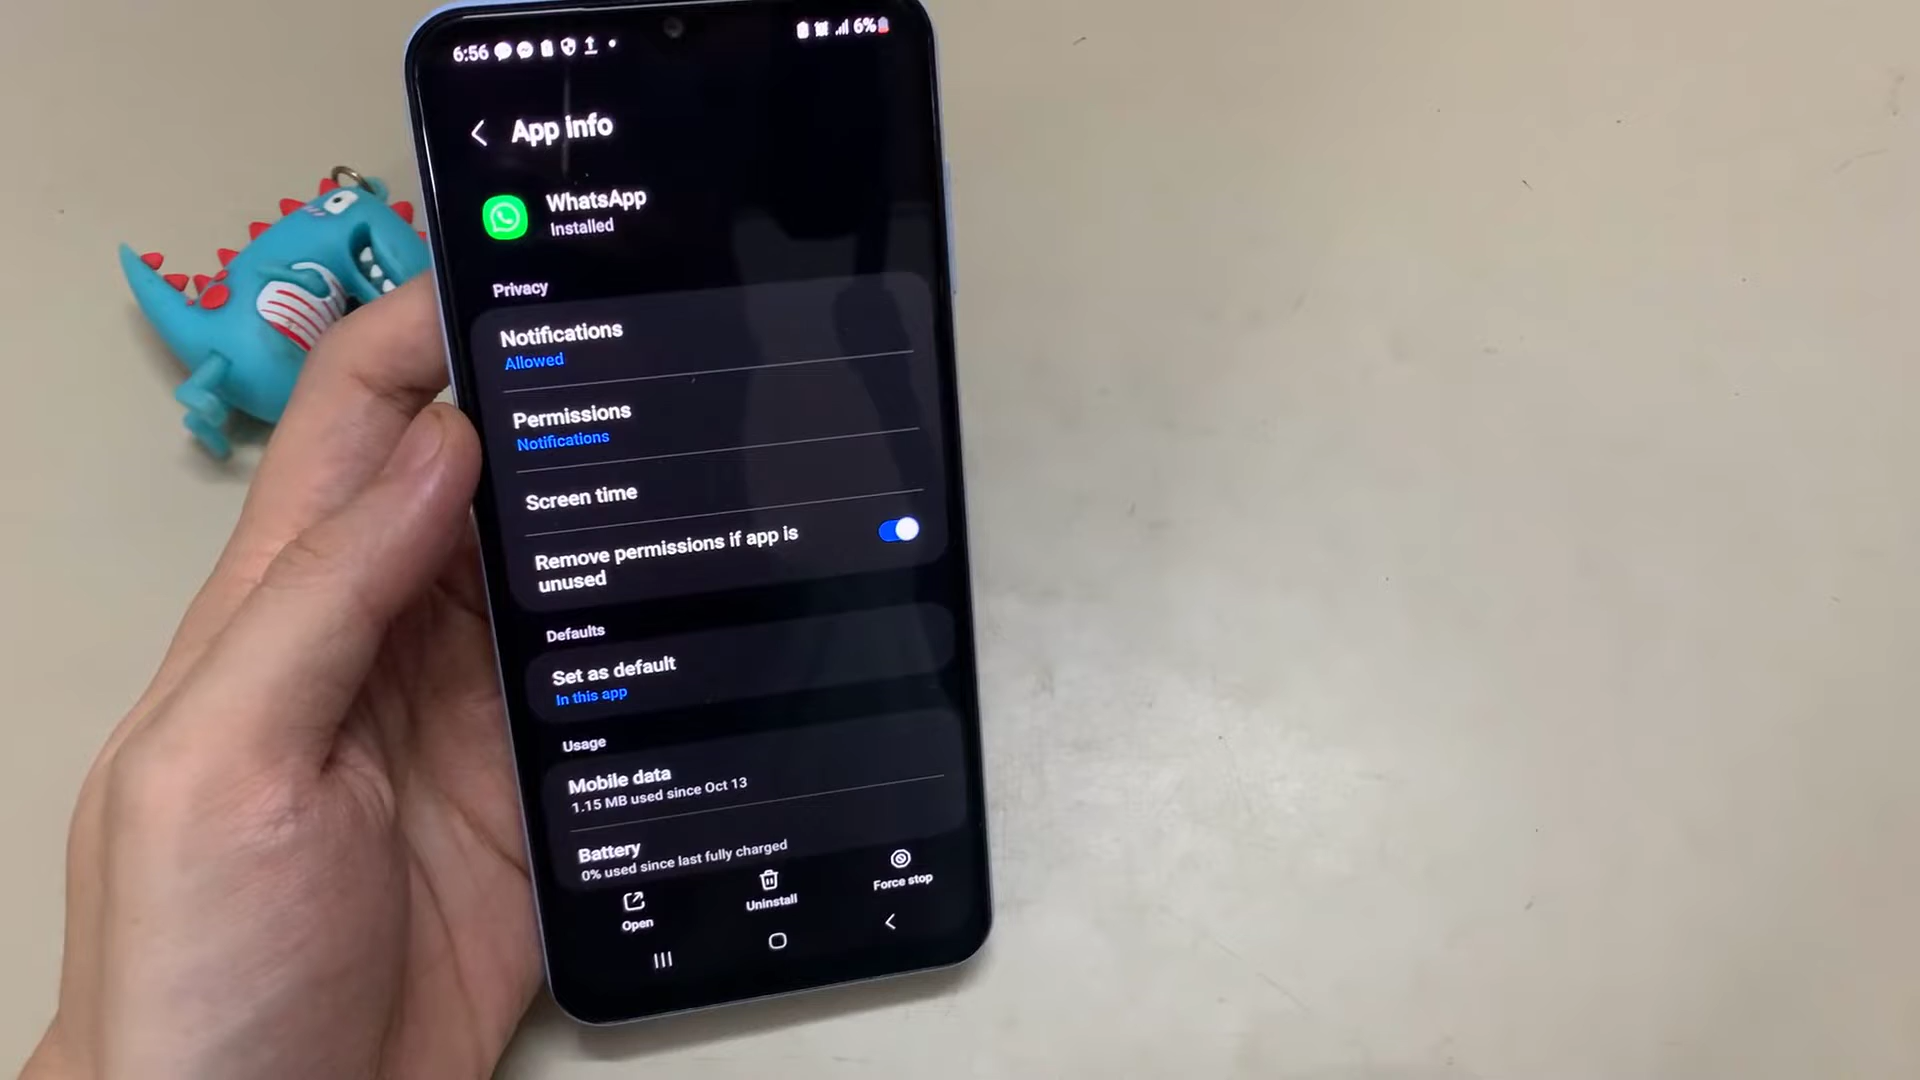 6:56
6%
App info
WhatsApp
Installed
Privacy
Notifications
Allowed
Permissions
Notifications
Screen time
Remove permissions if app is
unused
Defaults
Set as default
In this app
Usage
Mobile data
1.15 MB used since Oct 13
Battery
0% used since last fully charged
Open
Uninstall
Force stop